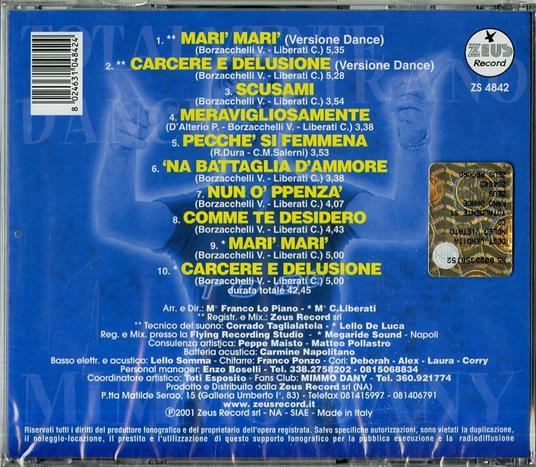 1. ** MARI' MARI' (Versione Dance)
(Borzacchelli V. - Liberati C.) 5,35
2. ** CARCERE E DELUSIONE (Versione Dance)
(Borzacchelli V. - Liberati C.) 5,28
3. SCUSAMI
(Borzacchelli V. - Liberati C.) 3,54
4. MERAVIGLIOSAMENTE
(D'Alterio P. - Borzacchelli V. - Liberati C.) 3,38
5. PECCHE' SI FEMMENA
(R.Dura - C.M.Salerni) 3,53
6. 'NA BATTAGLIA D'AMMORE
(Borzacchelli V. - Liberati C.) 3,38
7. NUN O' PPENZA'
(Borzacchelli V. - Liberati C.) 4,07
8. COMME TE DESIDERO
(Borzacchelli V. - Liberati C.) 4,43
9. * MARI' MARI'
(Borzacchelli V. - Liberati C.) 5,00
10. * CARCERE E DELUSIONE
(Borzacchelli V. - Liberati C.) 5,00
durata totale 42,45
ZEUS
Record
ZS 4842
8 024631 048424
Arr. e Dir.: M° Franco Lo Piano - * M° C.Liberati
** Registr. e Mix.: Zeus Record srl
** Tecnico del suono: Corrado Taglialatela - * Lello De Luca
Reg. e Mix. presso la Flying Recording Studio - * Megaride Sound - Napoli
Consulenza artistica: Peppe Maisto - Matteo Pollastro
Batteria acustica: Carmine Napolitano
Basso elettr. e acustico: Lello Somma - Chitarre: Franco Ponzo - Cori: Deborah - Alex - Laura - Corry
Personal manager: Enzo Boselli - Tel. 338.8758202 - 0815068834
Coordinatore artistico: Toti Esposito - Fans Club: MIMMO DANY - Tel. 360.921774
Prodotto e Distribuito dalla Zeus Record srl (NA)
P.tta Matilde Serao, 15 (Galleria Umberto I°, 83) - Telefono 081415997 - 081406791
www.zeusrecord.it
℗©2001 Zeus Record srl - NA - SIAE - Made in Italy
Riservati tutti i diritti del produttore fonografico e del proprietario dell'opera registrata. Salvo specifiche autorizzazioni, sono vietati la duplicazione,
il noleggio-locazione, il prestito e l'utilizzazione di questo supporto fonografico per la pubblica esecuzione e la radiodiffusione